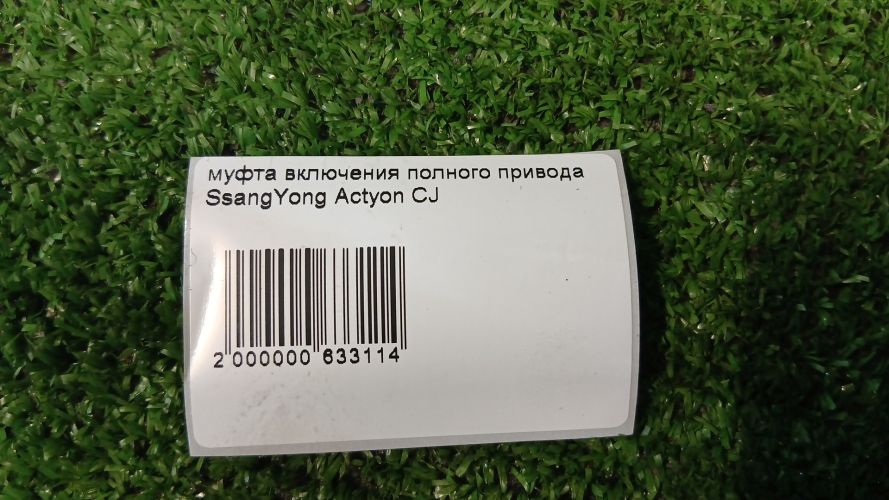 муфта включения полного привода
SsangYong Actyon CJ
2 000000 633114